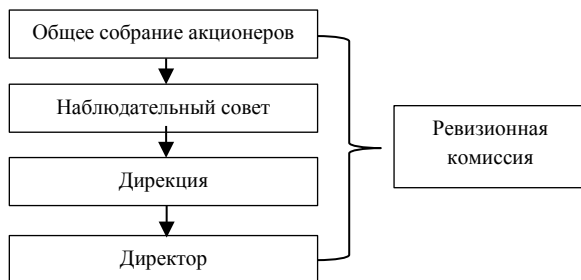 Общее собрание акционеров
Наблюдательный совет
Дирекция
Директор
Ревизионная
комиссия